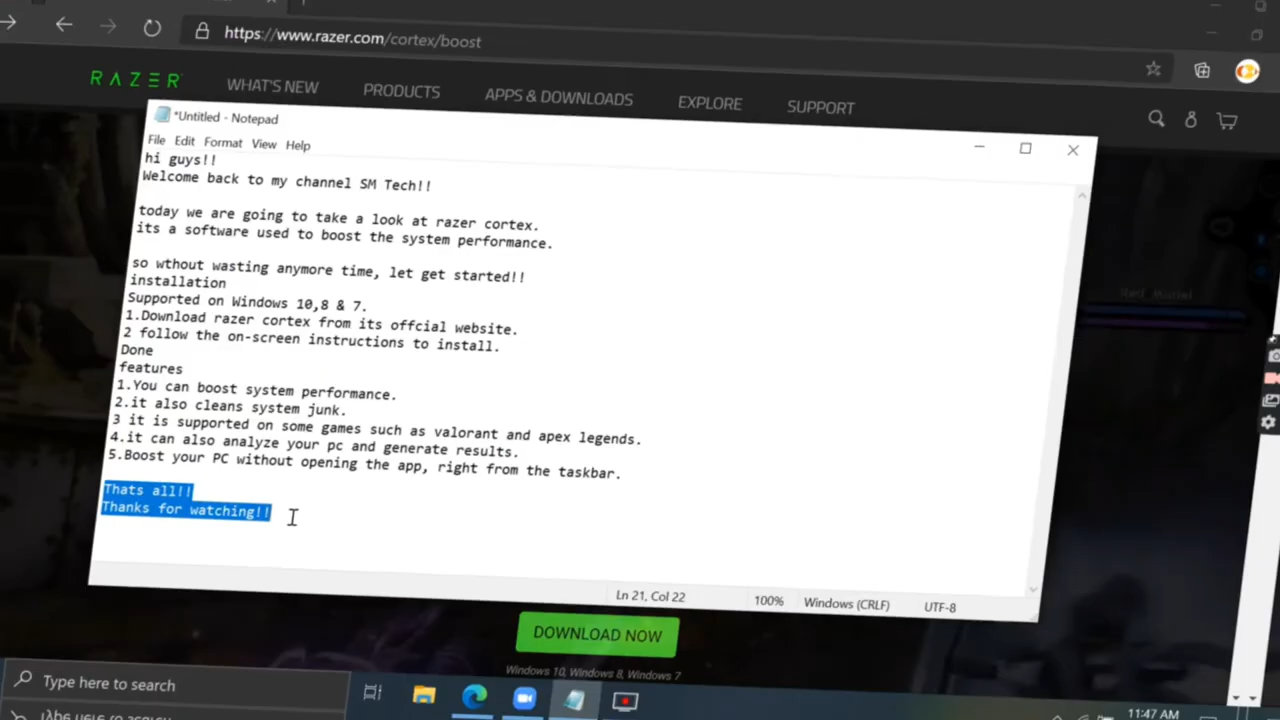 https://www.razer.com/cortex/boost
RAZER
WHAT'S NEW
PRODUCTS
APPS & DOWNLOADS
EXPLORE
SUPPORT
*Untitled - Notepad
File Edit Format View Help
hi guys!!
Welcome back to my channel SM Tech!!
today we are going to take a look at razer cortex.
its a software used to boost the system performance.
so wthout wasting anymore time, let get started!!
installation
Supported on Windows 10,8 & 7.
1.Download razer cortex from its offcial website.
2 follow the on-screen instructions to install.
Done
features
1.You can boost system performance.
2.it also cleans system junk.
3 it is supported on some games such as valorant and apex legends.
4.it can also analyze your pc and generate results.
5.Boost your PC without opening the app, right from the taskbar.
Thats all!!
Thanks for watching!!
Ln 21, Col 22
100%
Windows (CRLF)
UTF-8
DOWNLOAD NOW
Windows 10, Windows 8, Windows 7
Type here to search
11:47 AM